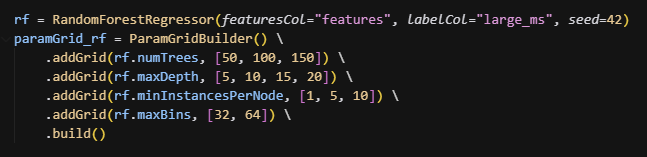 rf = RandomForestRegressor(featuresCol="features", labelCol="large_ms", seed=42)
paramGrid_rf = ParamGridBuilder() \
    .addGrid(rf.numTrees, [50, 100, 150]) \
    .addGrid(rf.maxDepth, [5, 10, 15, 20]) \
    .addGrid(rf.minInstancesPerNode, [1, 5, 10]) \
    .addGrid(rf.maxBins, [32, 64]) \
    .build()